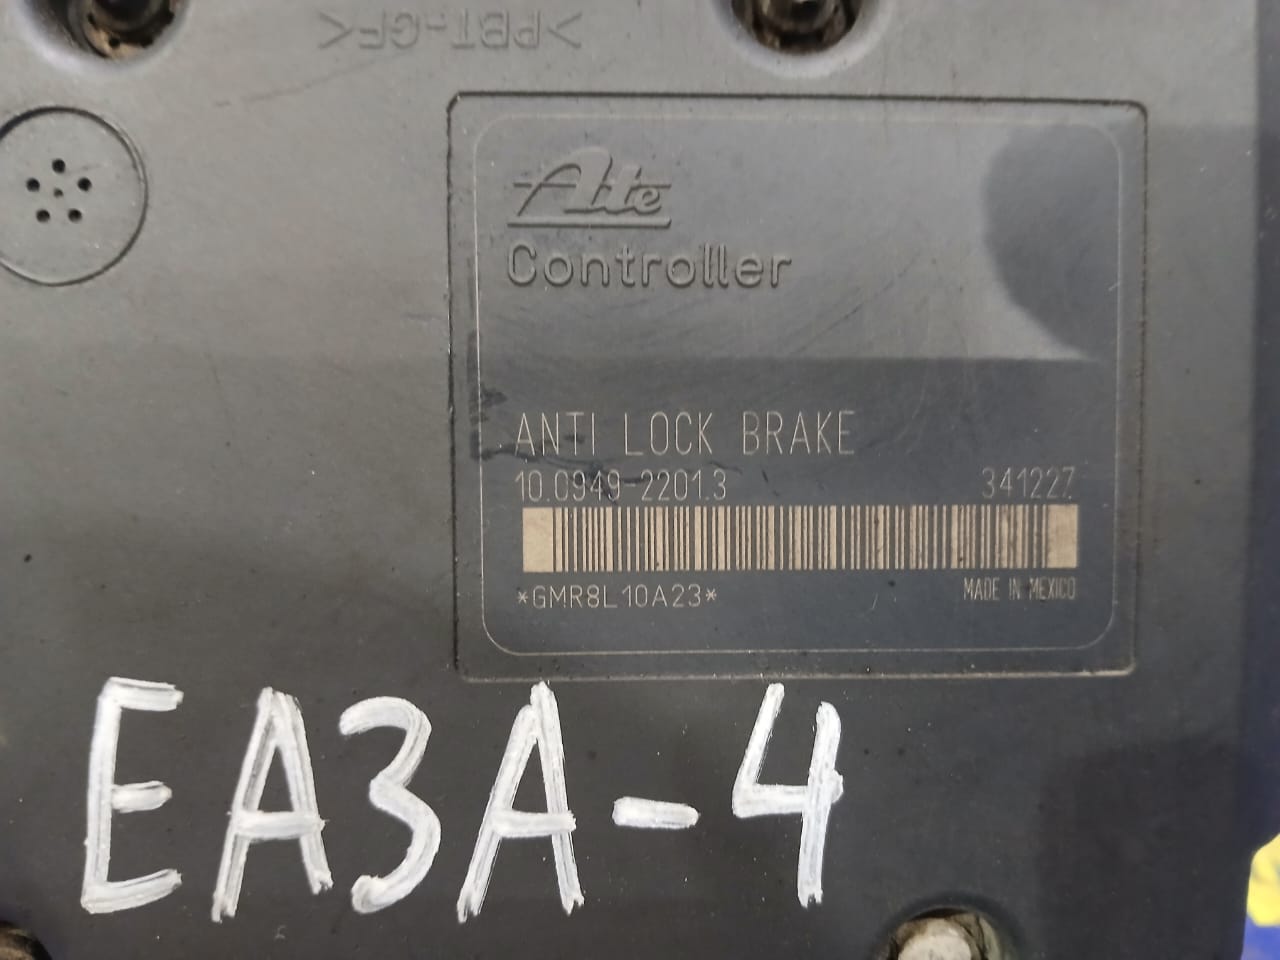 >PBT-GF<
Ate
Controller
ANTI LOCK BRAKE
10.0949-2201.3 341227
*GMR8L10A23* MADE IN MEXICO
EA3A-4